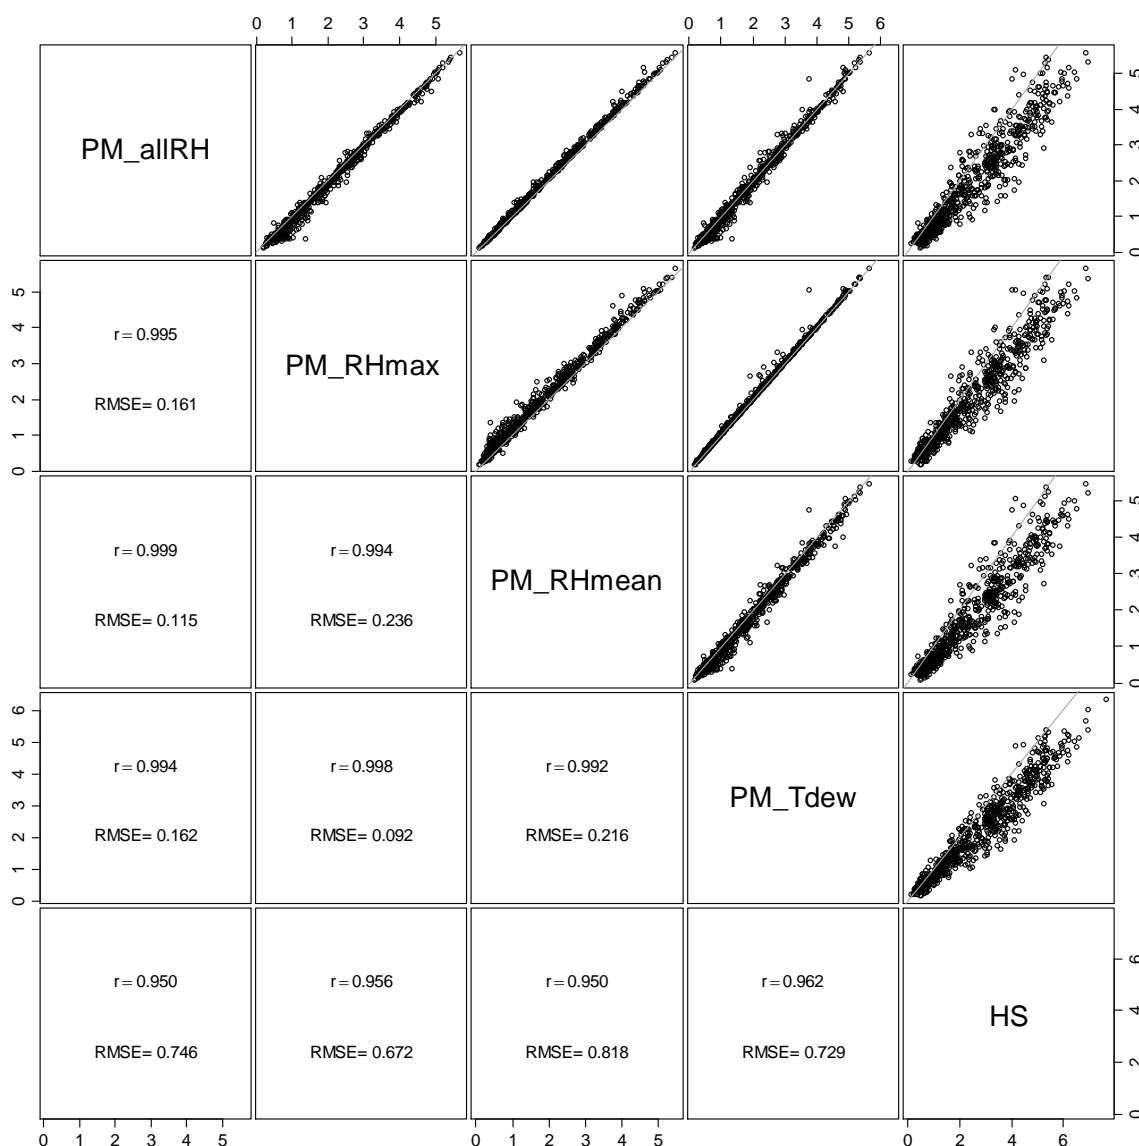 0 1 2 3 4 5
0 1 2 3 4 5 6
PM_allRH
0 1 2 3 4 5
0 1 2 3 4 5
r = 0.995
RMSE= 0.161
PM_RHmax
r = 0.999
RMSE= 0.115
r = 0.994
RMSE= 0.236
PM_RHmean
0 1 2 3 4 5
0 1 2 3 4 5 6
r = 0.994
RMSE= 0.162
r = 0.998
RMSE= 0.092
r = 0.992
RMSE= 0.216
PM_Tdew
r = 0.950
RMSE= 0.746
r = 0.956
RMSE= 0.672
r = 0.950
RMSE= 0.818
r = 0.962
RMSE= 0.729
HS
0 2 4 6
0 1 2 3 4 5
0 1 2 3 4 5
0 2 4 6